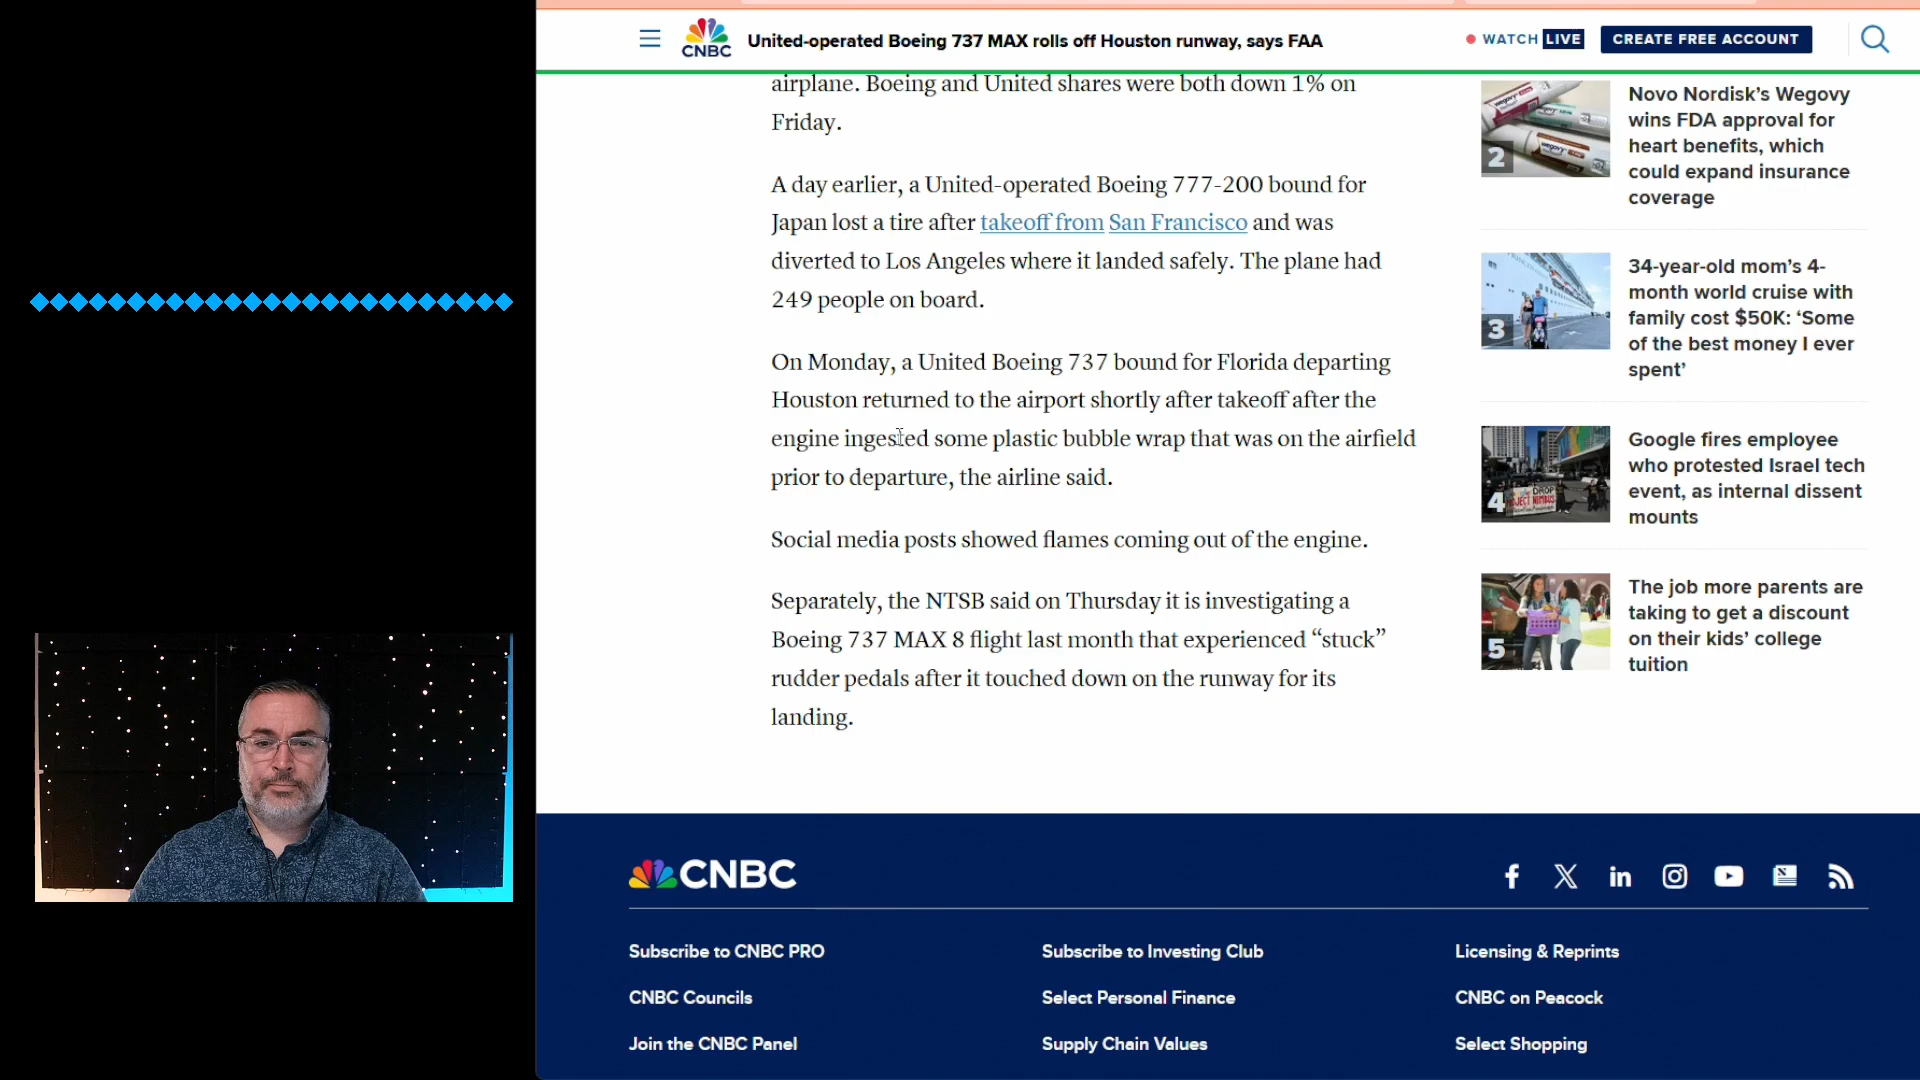 CNBC
United-operated Boeing 737 MAX rolls off Houston runway, says FAA
WATCH LIVE
CREATE FREE ACCOUNT
airplane. Boeing and United shares were both down 1% on
Friday.
A day earlier, a United-operated Boeing 777-200 bound for
Japan lost a tire after takeoff from San Francisco and was
diverted to Los Angeles where it landed safely. The plane had
249 people on board.
On Monday, a United Boeing 737 bound for Florida departing
Houston returned to the airport shortly after takeoff after the
engine ingested some plastic bubble wrap that was on the airfield
prior to departure, the airline said.
Social media posts showed flames coming out of the engine.
Separately, the NTSB said on Thursday it is investigating a
Boeing 737 MAX 8 flight last month that experienced “stuck”
rudder pedals after it touched down on the runway for its
landing.
2
Novo Nordisk’s Wegovy
wins FDA approval for
heart benefits, which
could expand insurance
coverage
3
34-year-old mom’s 4-
month world cruise with
family cost $50K: ‘Some
of the best money I ever
spent’
4
Google fires employee
who protested Israel tech
event, as internal dissent
mounts
5
The job more parents are
taking to get a discount
on their kids’ college
tuition
CNBC
Subscribe to CNBC PRO
Subscribe to Investing Club
Licensing & Reprints
CNBC Councils
Select Personal Finance
CNBC on Peacock
Join the CNBC Panel
Supply Chain Values
Select Shopping